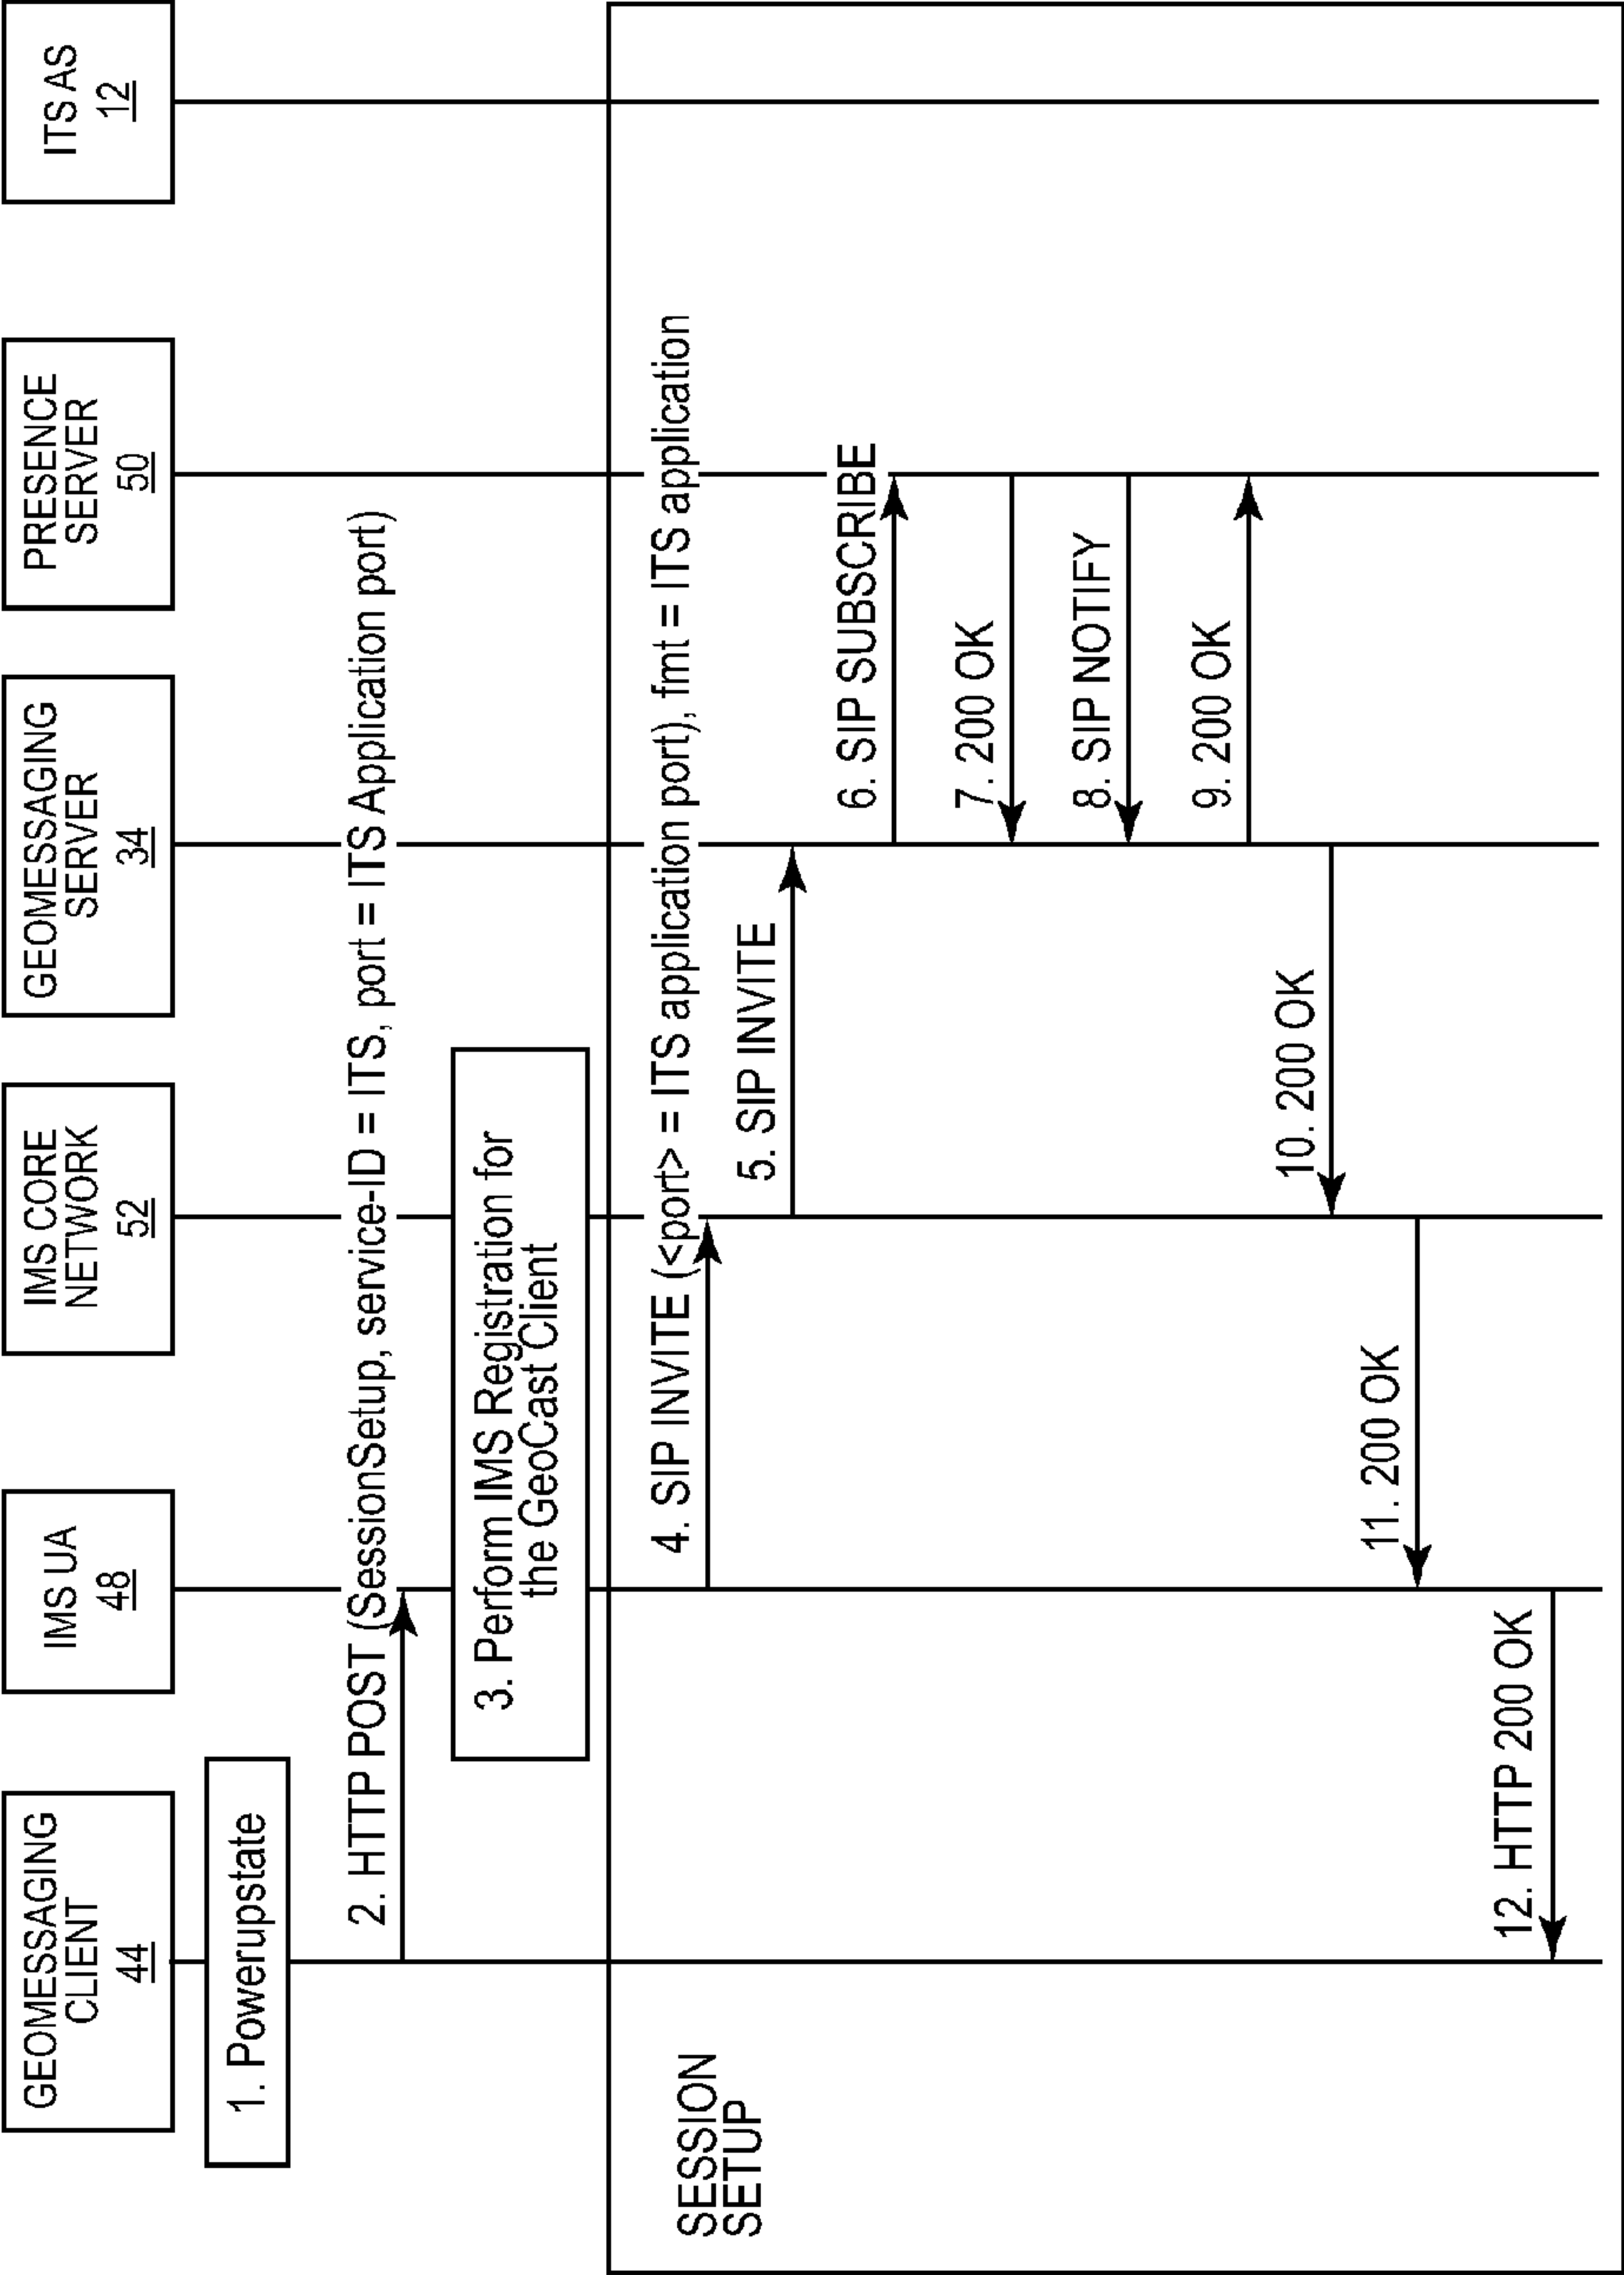 GEOMESSAGING
CLIENT
44
IMS UA
48
IMS CORE
NETWORK
52
GEOMESSAGING
SERVER
34
PRESENCE
SERVER
50
ITS AS
12
1. Powerupstate
2. HTTP POST (SessionSetup, service-ID = ITS, port = ITS Application port)
3. Perform IMS Registration for
the GeoCast Client
SESSION
SETUP
4. SIP INVITE (<port> = ITS application port), fmt = ITS application
5. SIP INVITE
6. SIP SUBSCRIBE
7. 200 OK
8. SIP NOTIFY
9. 200 OK
10. 200 OK
11. 200 OK
12. HTTP 200 OK